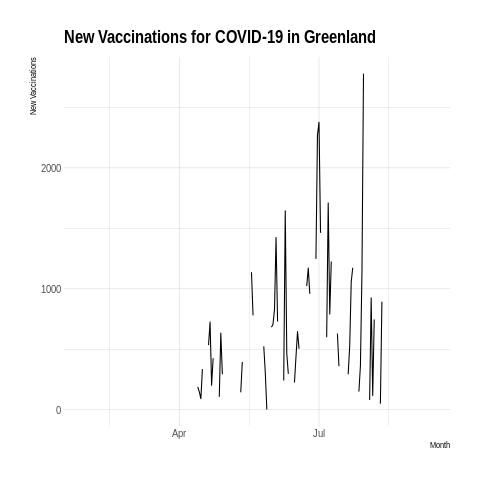 New Vaccinations for COVID-19 in Greenland
New Vaccinations
2000
1000
0
Apr
Jul
Month